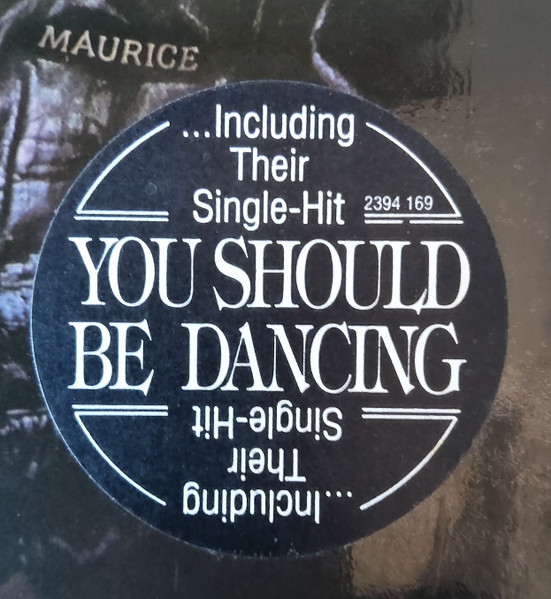 MAURICE
...Including
Their
Single-Hit 2394 169
YOU SHOULD
BE DANCING
Single-Hit
Their
...Including